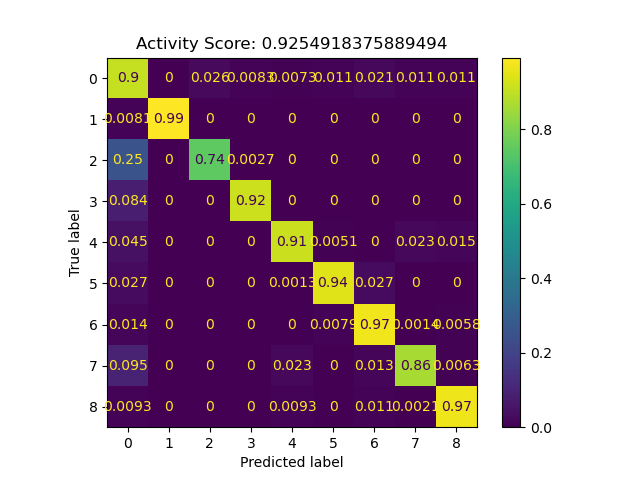 Activity Score: 0.9254918375889494
0 0.9 0 0.026 0.0083 0.0073 0.011 0.021 0.011 0.011
1 0.0081 0.99 0 0 0 0 0 0 0
2 0.25 0 0.74 0.0027 0 0 0 0 0
3 0.084 0 0 0.92 0 0 0 0 0
4 0.045 0 0 0 0.91 0.0051 0 0.023 0.015
5 0.027 0 0 0 0.0013 0.94 0.027 0 0
6 0.014 0 0 0 0 0.0079 0.97 0.0014 0.0058
7 0.095 0 0 0 0.023 0 0.013 0.86 0.0063
8 0.0093 0 0 0 0.0093 0 0.011 0.0021 0.97
0 1 2 3 4 5 6 7 8
Predicted label
True label
0.8
0.6
0.4
0.2
0.0